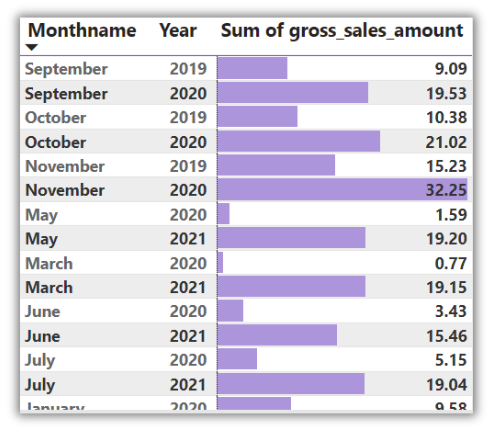 Monthname Year Sum of gross_sales_amount
September 2019 9.09
September 2020 19.53
October 2019 10.38
October 2020 21.02
November 2019 15.23
November 2020 32.25
May 2020 1.59
May 2021 19.20
March 2020 0.77
March 2021 19.15
June 2020 3.43
June 2021 15.46
July 2020 5.15
July 2021 19.04
January 2020 9.58